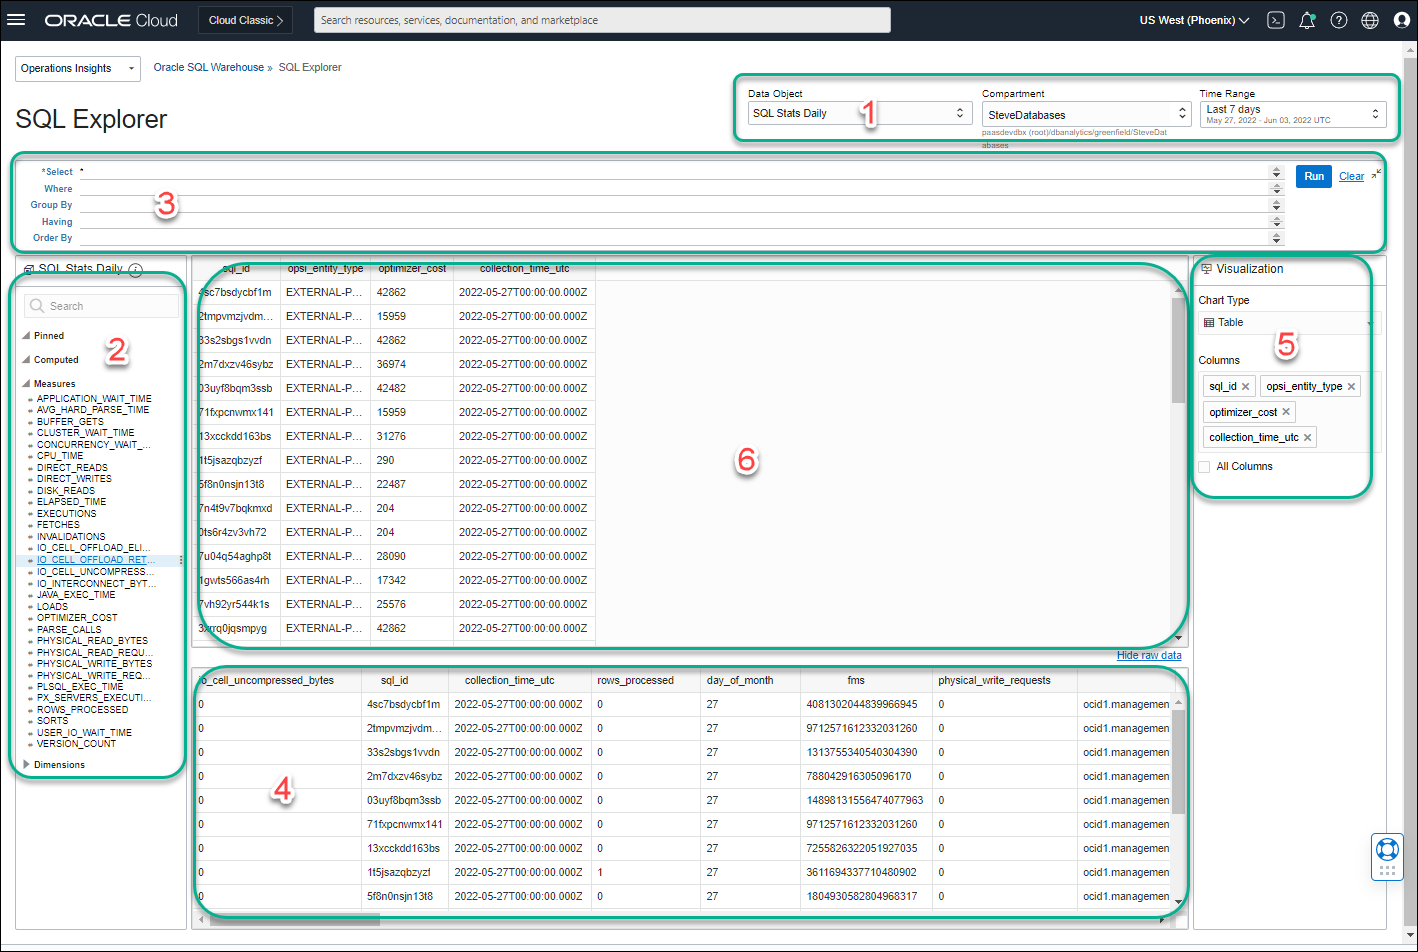 ORACLE Cloud
Cloud Classic
Search resources, services, documentation, and marketplace
US West (Phoenix)
Operations Insights
Oracle SQL Warehouse » SQL Explorer
SQL Explorer
Data Object
SQL Stats Daily
1
Compartment
SteveDatabases
paasdevdbx (root)/dbanalytics/greenfield/SteveDat
abases
Time Range
Last 7 days
May 27, 2022 - Jun 03, 2022 UTC
*Select *
Where
Group By
Having
Order By
3
Run Clear
SQL Stats Daily
Search
Pinned
2
Computed
Measures
APPLICATION_WAIT_TIME
AVG_HARD_PARSE_TIME
BUFFER_GETS
CLUSTER_WAIT_TIME
CONCURRENCY_WAIT_...
CPU_TIME
DIRECT_READS
DIRECT_WRITES
DISK_READS
ELAPSED_TIME
EXECUTIONS
FETCHES
INVALIDATIONS
IO_CELL_OFFLOAD_ELI...
IO_CELL_OFFLOAD_RET...
IO_CELL_UNCOMPRESS...
IO_INTERCONNECT_BYT...
JAVA_EXEC_TIME
LOADS
OPTIMIZER_COST
PARSE_CALLS
PHYSICAL_READ_BYTES
PHYSICAL_READ_REQU...
PHYSICAL_WRITE_BYTES
PHYSICAL_WRITE_REQ...
PLSQL_EXEC_TIME
PX_SERVERS_EXECUTI...
ROWS_PROCESSED
SORTS
USER_IO_WAIT_TIME
VERSION_COUNT
Dimensions
sql_id opsi_entity_type optimizer_cost collection_time_utc
4sc7bsdycbf1m EXTERNAL-P... 42862 2022-05-27T00:00:00.000Z
2tmpvmzjvdm... EXTERNAL-P... 15959 2022-05-27T00:00:00.000Z
33s2sbgs1vvdn EXTERNAL-P... 42862 2022-05-27T00:00:00.000Z
2m7dxzv46sybz EXTERNAL-P... 36974 2022-05-27T00:00:00.000Z
03uyf8bqm3ssb EXTERNAL-P... 42482 2022-05-27T00:00:00.000Z
71fxpcnwmx141 EXTERNAL-P... 15959 2022-05-27T00:00:00.000Z
13xcckdd163bs EXTERNAL-P... 31276 2022-05-27T00:00:00.000Z
1t5jsazqbzyzf EXTERNAL-P... 290 2022-05-27T00:00:00.000Z
5f8n0nsjn13t8 EXTERNAL-P... 22487 2022-05-27T00:00:00.000Z
7n4t9v7bqkmxd EXTERNAL-P... 204 2022-05-27T00:00:00.000Z
0ts6r4zv3vh72 EXTERNAL-P... 204 2022-05-27T00:00:00.000Z
7u04q54aghp8t EXTERNAL-P... 28090 2022-05-27T00:00:00.000Z
1gwts566as4rh EXTERNAL-P... 17342 2022-05-27T00:00:00.000Z
7vh92yr544k1s EXTERNAL-P... 25576 2022-05-27T00:00:00.000Z
3xrrq0jqsmpyg EXTERNAL-P... 42862 2022-05-27T00:00:00.000Z
6
Hide raw data
io_cell_uncompressed_bytes sql_id collection_time_utc rows_processed day_of_month fms physical_write_requests
0 4sc7bsdycbf1m 2022-05-27T00:00:00.000Z 0 27 4081302044839966945 0 ocid1.managemen
0 2tmpvmzjvdm... 2022-05-27T00:00:00.000Z 0 27 9712571612332031260 0 ocid1.managemen
0 33s2sbgs1vvdn 2022-05-27T00:00:00.000Z 0 27 1313755340540304390 0 ocid1.managemen
0 2m7dxzv46sybz 2022-05-27T00:00:00.000Z 0 27 788042916305096170 0 ocid1.managemen
0 03uyf8bqm3ssb 2022-05-27T00:00:00.000Z 0 27 14898131556474077963 0 ocid1.managemen
0 71fxpcnwmx141 2022-05-27T00:00:00.000Z 0 27 9712571612332031260 0 ocid1.managemen
0 13xcckdd163bs 2022-05-27T00:00:00.000Z 0 27 7255826322051927035 0 ocid1.managemen
0 1t5jsazqbzyzf 2022-05-27T00:00:00.000Z 1 27 3611694337710480902 0 ocid1.managemen
0 5f8n0nsjn13t8 2022-05-27T00:00:00.000Z 0 27 1804930582804968317 0 ocid1.managemen
4
Visualization
Chart Type
Table
5
Columns
sql_id × opsi_entity_type ×
optimizer_cost ×
collection_time_utc ×
All Columns